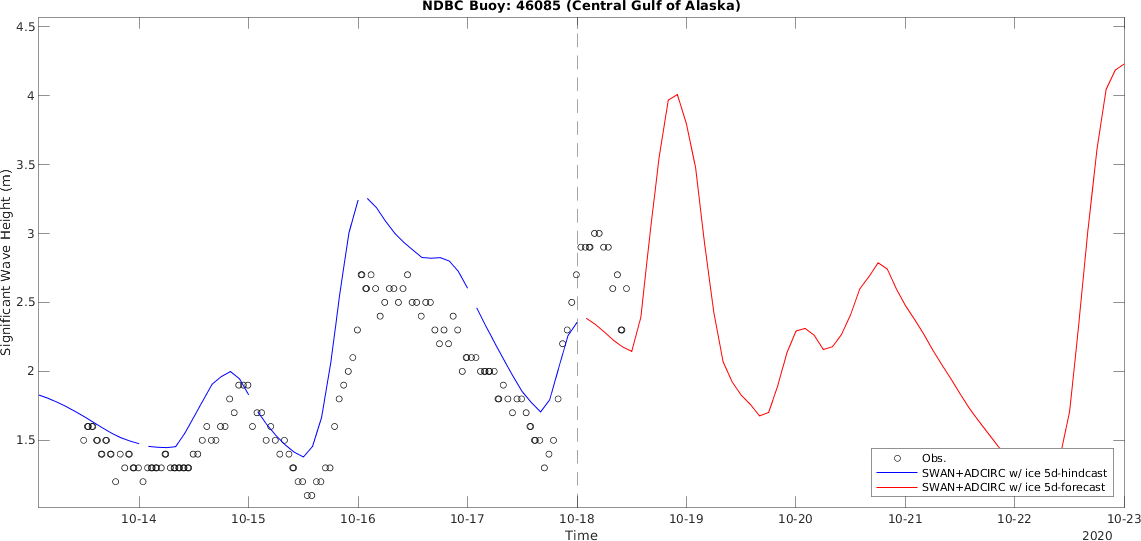 NDBC Buoy: 46085 (Central Gulf of Alaska)
4.5
4
3.5
3
2.5
2
1.5
Significant Wave Height (m)
Obs.
SWAN+ADCIRC w/ ice 5d-hindcast
SWAN+ADCIRC w/ ice 5d-forecast
10-14 10-15 10-16 10-17 10-18 10-19 10-20 10-21 10-22 10-23
Time
2020